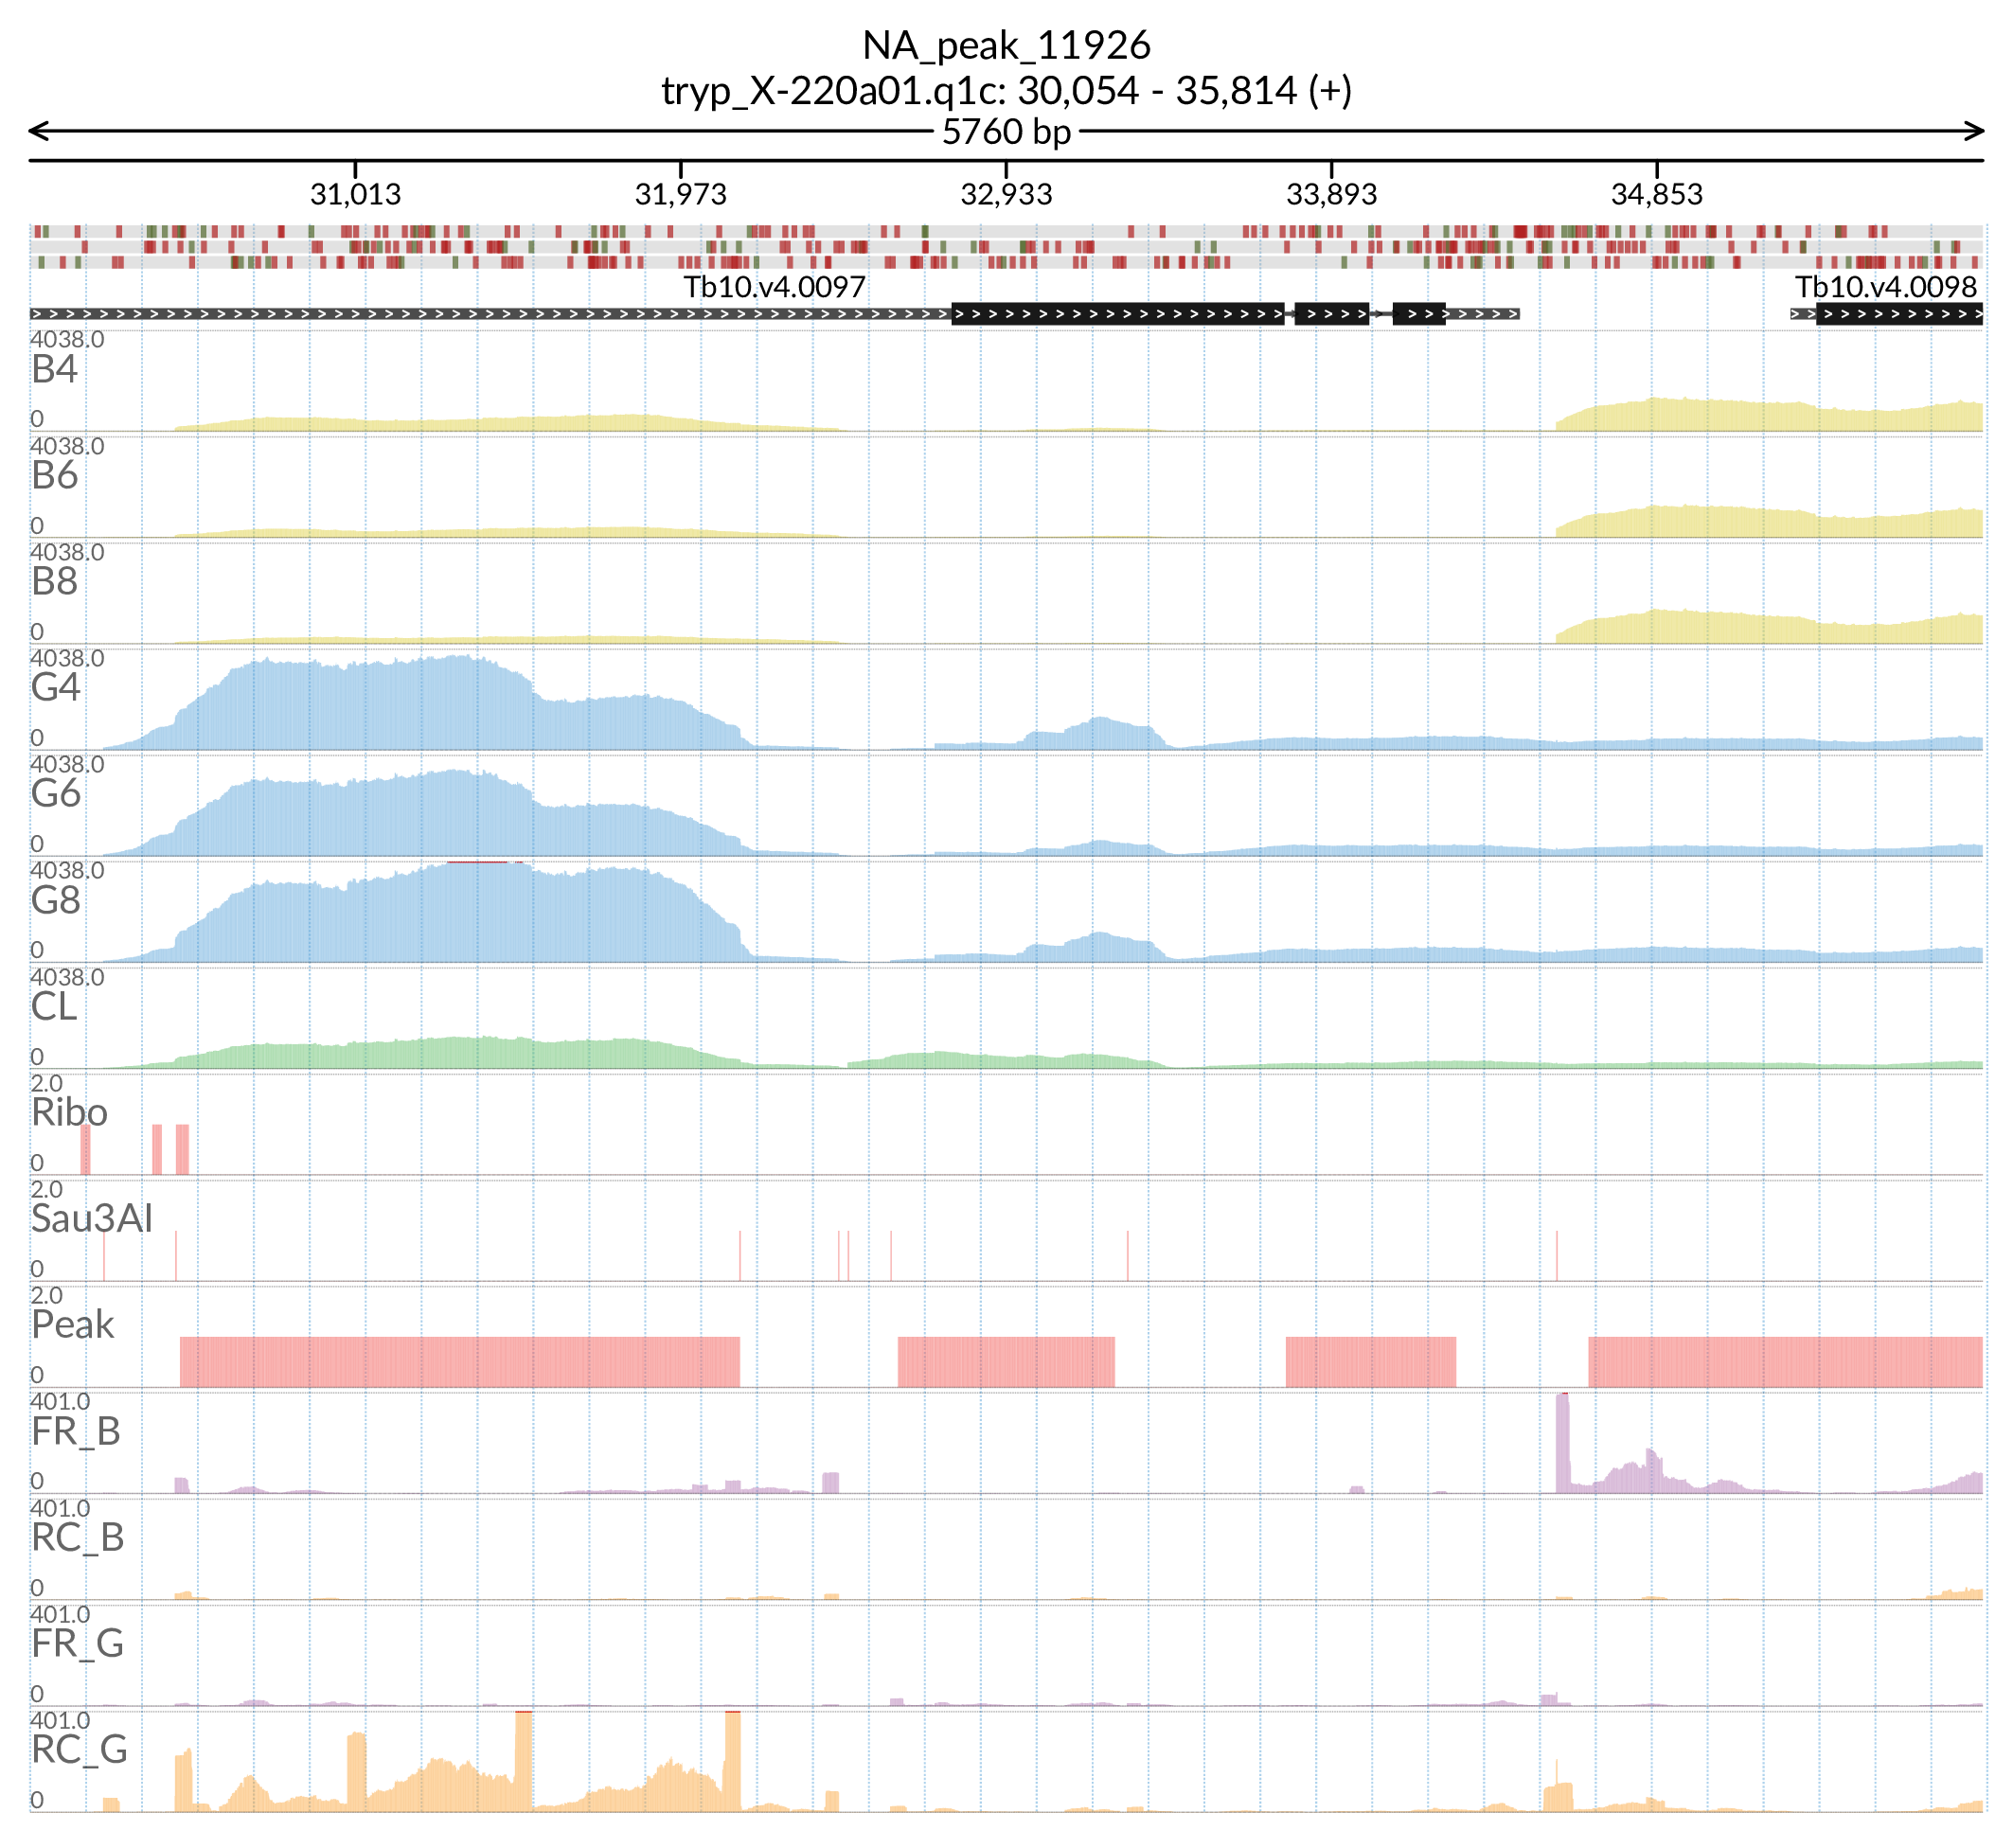 NA_peak_11926
tryp_X-220a01.q1c: 30,054 - 35,814 (+)
5760 bp
31,013 31,973 32,933 33,893 34,853
Tb10.v4.0097 Tb10.v4.0098
4038.0
B4
0
4038.0
B6
0
4038.0
B8
0
4038.0
G4
0
4038.0
G6
0
4038.0
G8
0
4038.0
CL
0
2.0
Ribo
0
2.0
Sau3AI
0
2.0
Peak
0
401.0
FR_B
0
401.0
RC_B
0
401.0
FR_G
0
401.0
RC_G
0